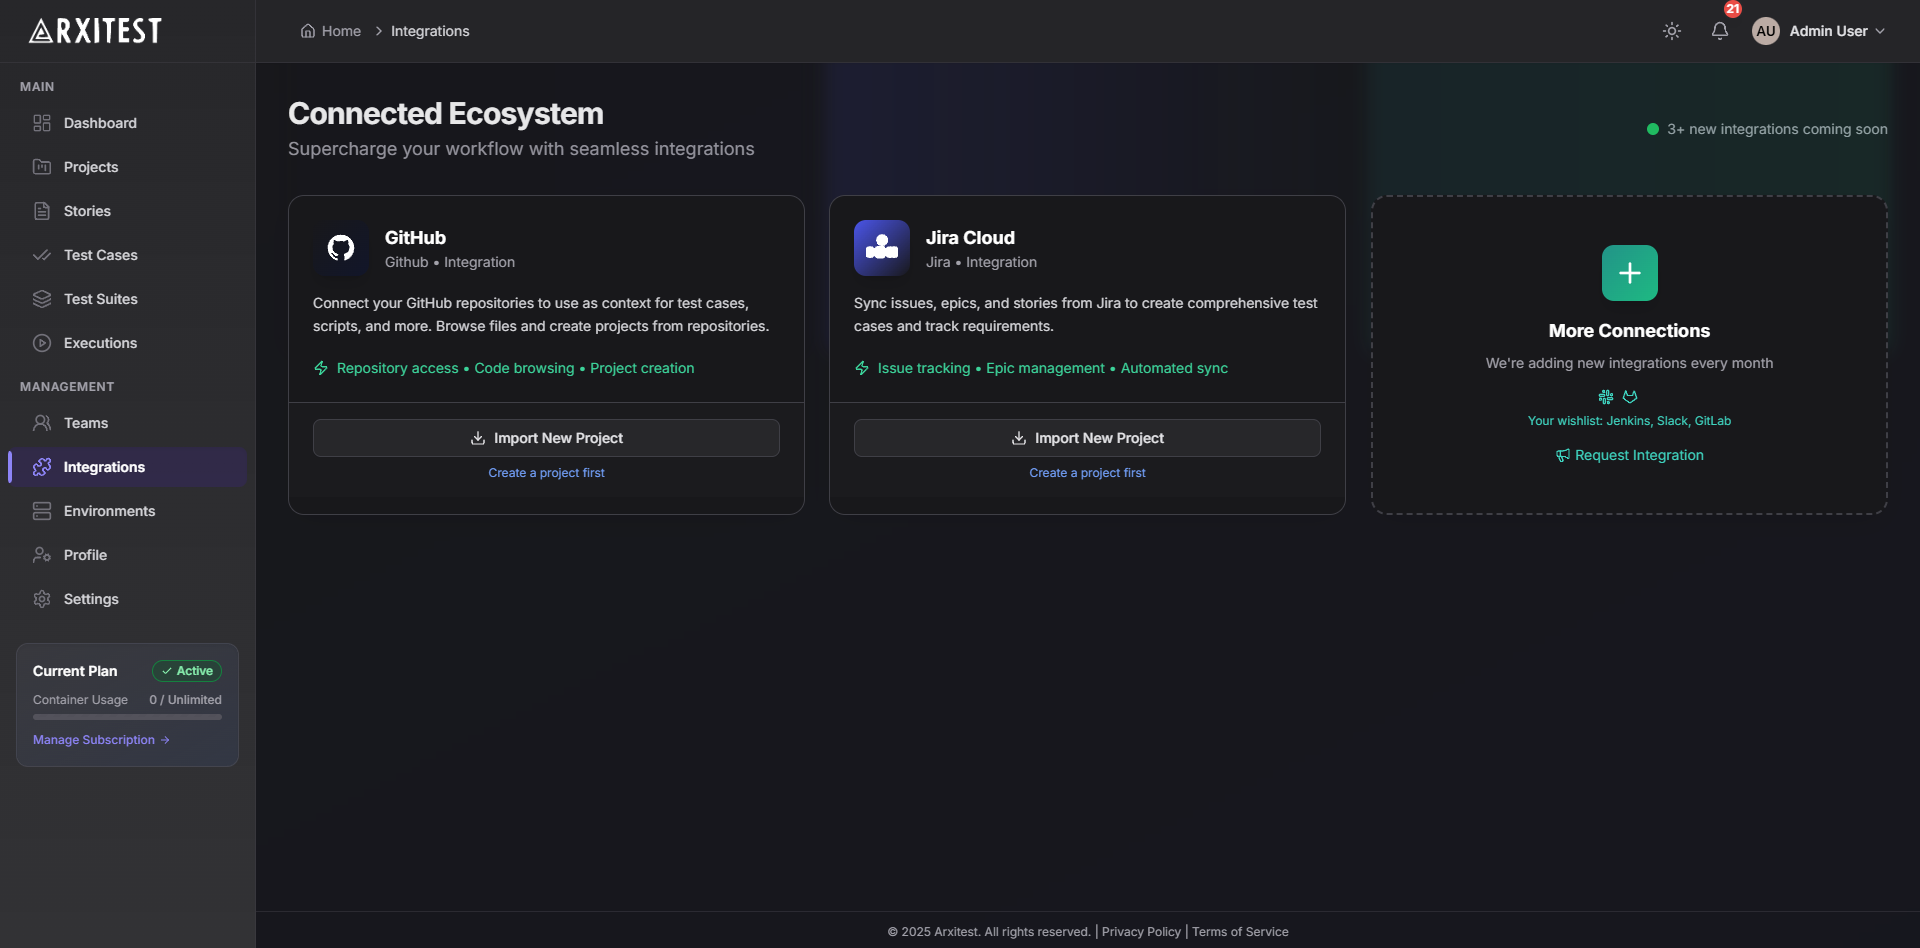 ARXITEST
Home > Integrations
21
AU
Admin User
MAIN
Dashboard
Projects
Stories
Test Cases
Test Suites
Executions
MANAGEMENT
Teams
Integrations
Environments
Profile
Settings
Current Plan
Active
Container Usage 0 / Unlimited
Manage Subscription →
Connected Ecosystem
Supercharge your workflow with seamless integrations
3+ new integrations coming soon
GitHub
Github • Integration
Connect your GitHub repositories to use as context for test cases,
scripts, and more. Browse files and create projects from repositories.
Repository access • Code browsing • Project creation
Import New Project
Create a project first
Jira Cloud
Jira • Integration
Sync issues, epics, and stories from Jira to create comprehensive test
cases and track requirements.
Issue tracking • Epic management • Automated sync
Import New Project
Create a project first
More Connections
We're adding new integrations every month
Your wishlist: Jenkins, Slack, GitLab
Request Integration
© 2025 Arxitest. All rights reserved. | Privacy Policy | Terms of Service